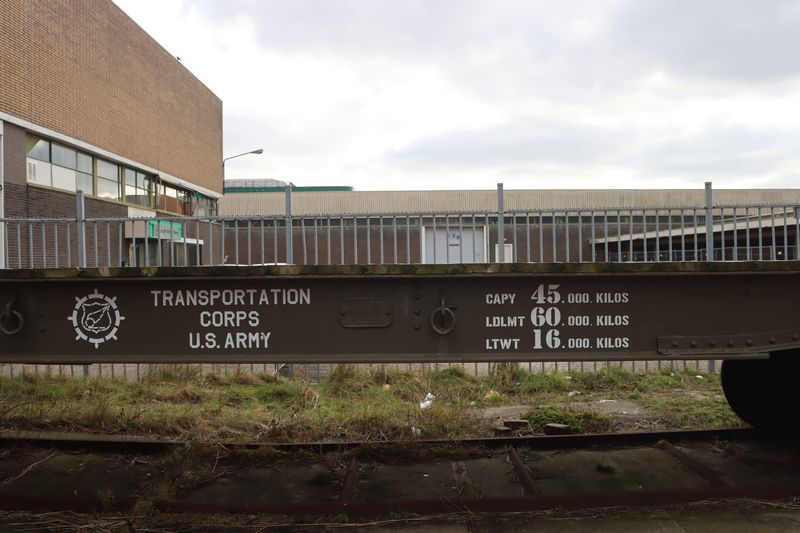 TRANSPORTATION
CORPS
U.S. ARMY
CAPY 45.000. KILOS
LDLMT 60.000. KILOS
LTWT 16.000. KILOS